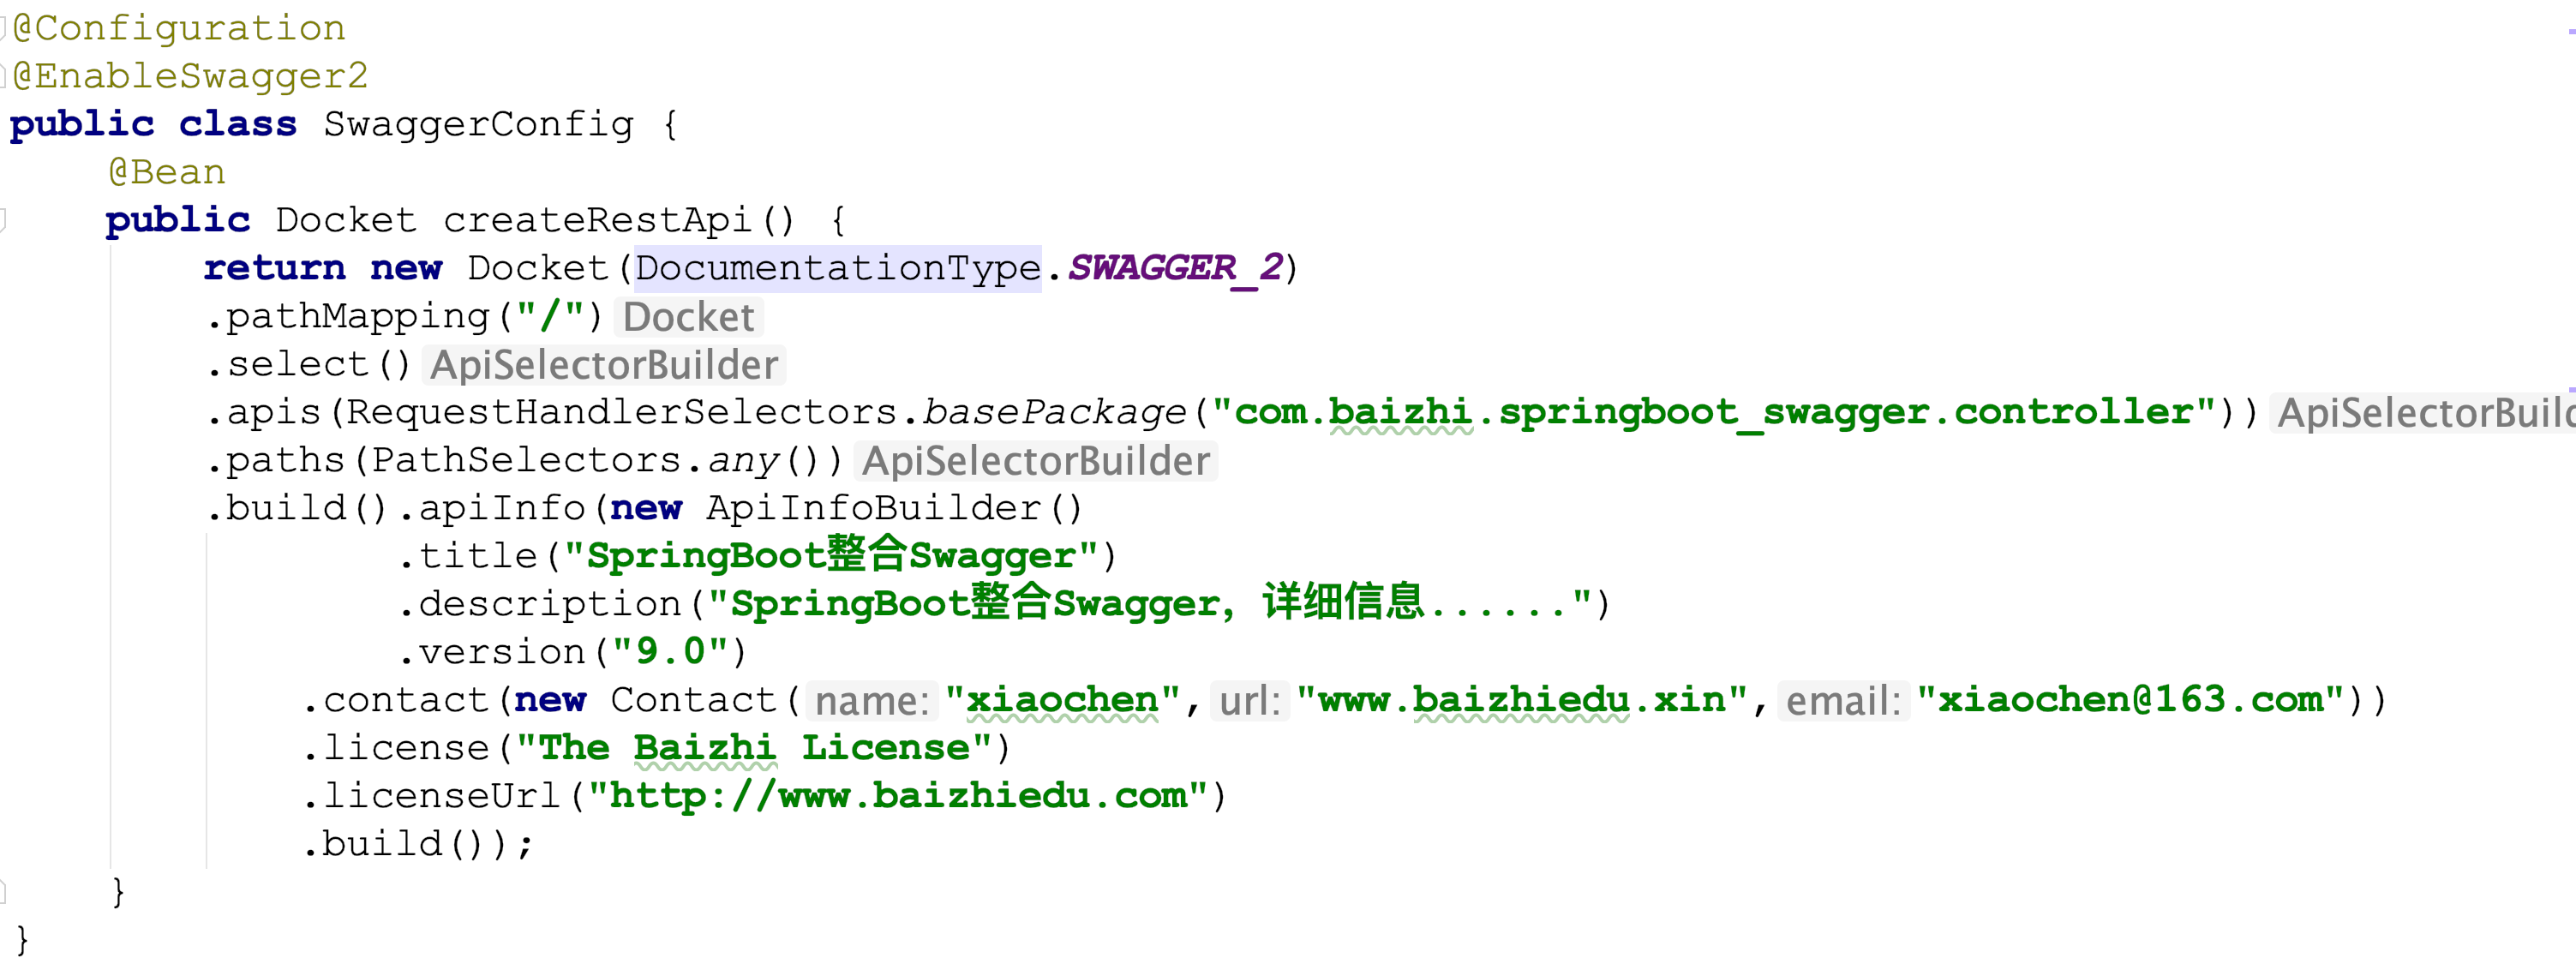 @Configuration
@EnableSwagger2
public class SwaggerConfig {
@Bean
public Docket createRestApi() {
return new Docket(DocumentationType.SWAGGER_2)
.pathMapping("/") Docket
.select() ApiSelectorBuilder
.apis(RequestHandlerSelectors.basePackage("com.baizhi.springboot_swagger.controller")) ApiSelectorBuild
.paths(PathSelectors.any()) ApiSelectorBuilder
.build().apiInfo(new ApiInfoBuilder()
.title("SpringBoot整合Swagger")
.description("SpringBoot整合Swagger，详细信息......")
.version("9.0")
.contact(new Contact( name: "xiaochen", url: "www.baizhiedu.xin", email: "xiaochen@163.com"))
.license("The Baizhi License")
.licenseUrl("http://www.baizhiedu.com")
.build());
}
}